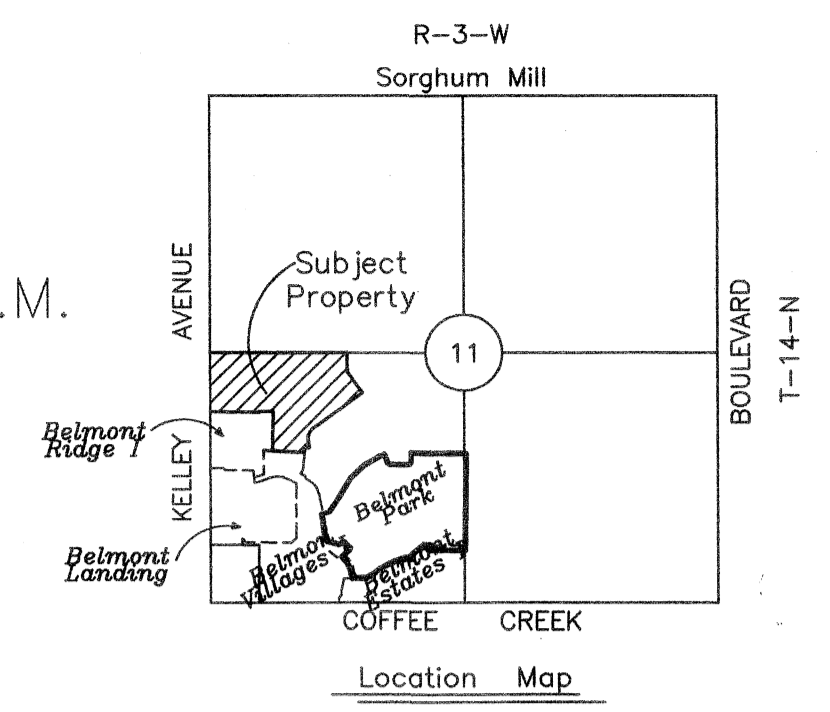 R-3-W
Sorghum Mill
.M.
AVENUE
Subject
Property
11
BOULEVARD
T-14-N
Belmont
Ridge 1
KELLEY
Belmont
Park
Belmont
Landing
Belmont
Villages
Belmont
Estates
COFFEE CREEK
Location Map